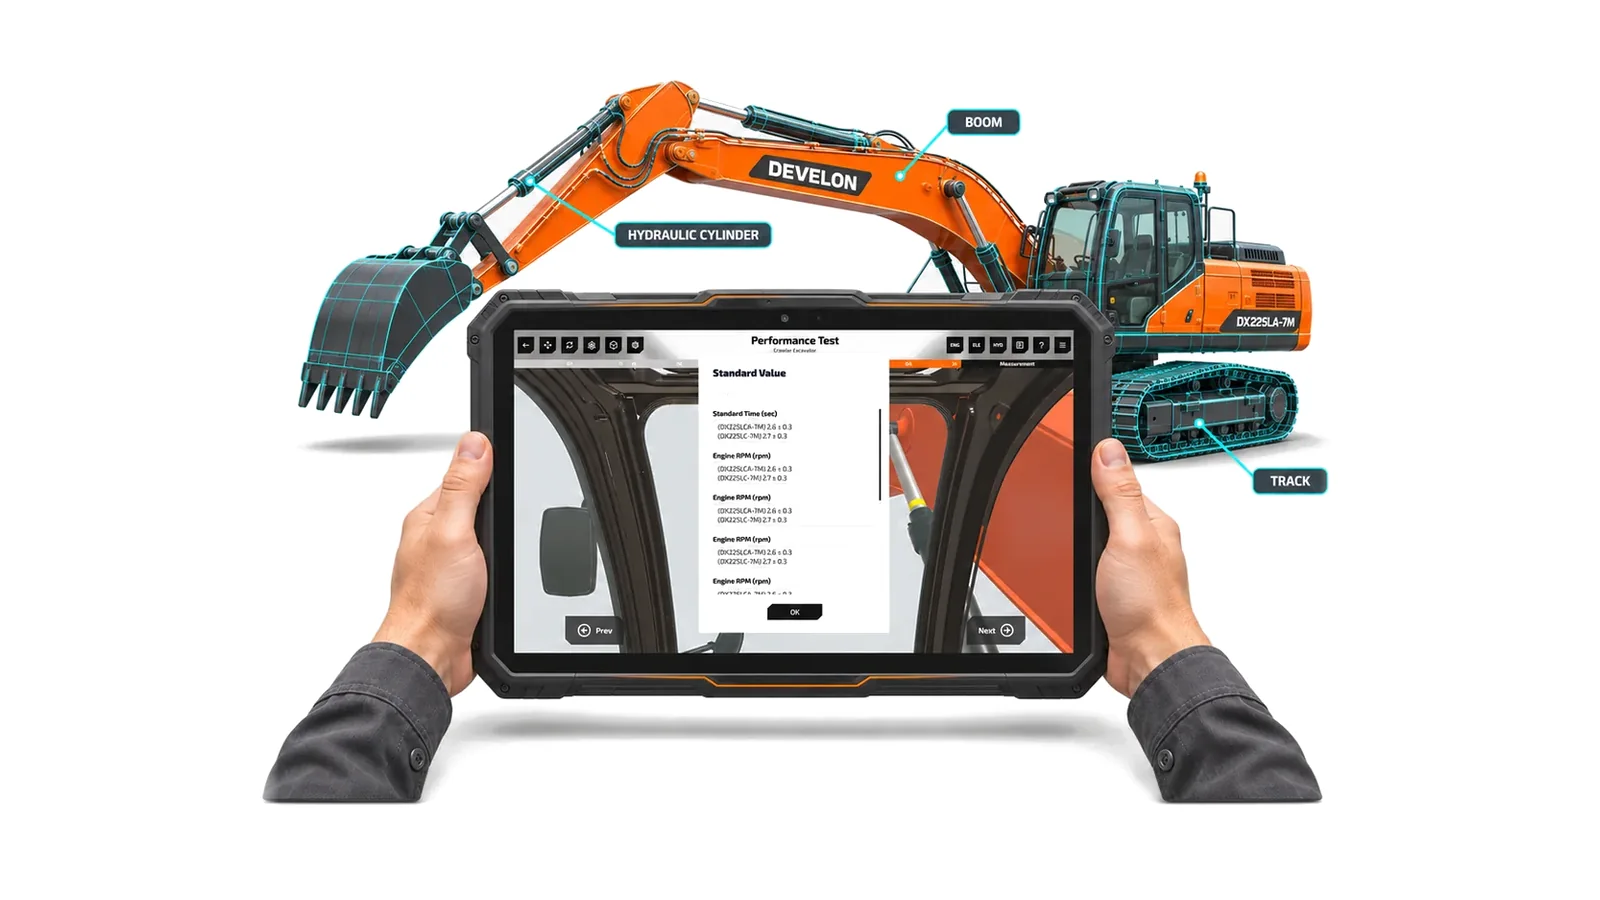 BOOM
DEVELON
HYDRAULIC CYLINDER
DX225LA-7M
Performance Test
Crawler Excavator
ENG
ELE
HYD
?
Measurement
Standard Value
Standard Time (sec)
(DX225LCA-7M) 2.6 ± 0.3
(DX225LC-7M) 2.7 ± 0.3
Engine RPM (rpm)
(DX225LCA-7M) 2.6 ± 0.3
(DX225LC-7M) 2.7 ± 0.3
Engine RPM (rpm)
(DX225LCA-7M) 2.6 ± 0.3
(DX225LC-7M) 2.7 ± 0.3
Engine RPM (rpm)
(DX225LCA-7M) 2.6 ± 0.3
(DX225LC-7M) 2.7 ± 0.3
Engine RPM (rpm)
OK
Prev
Next
TRACK